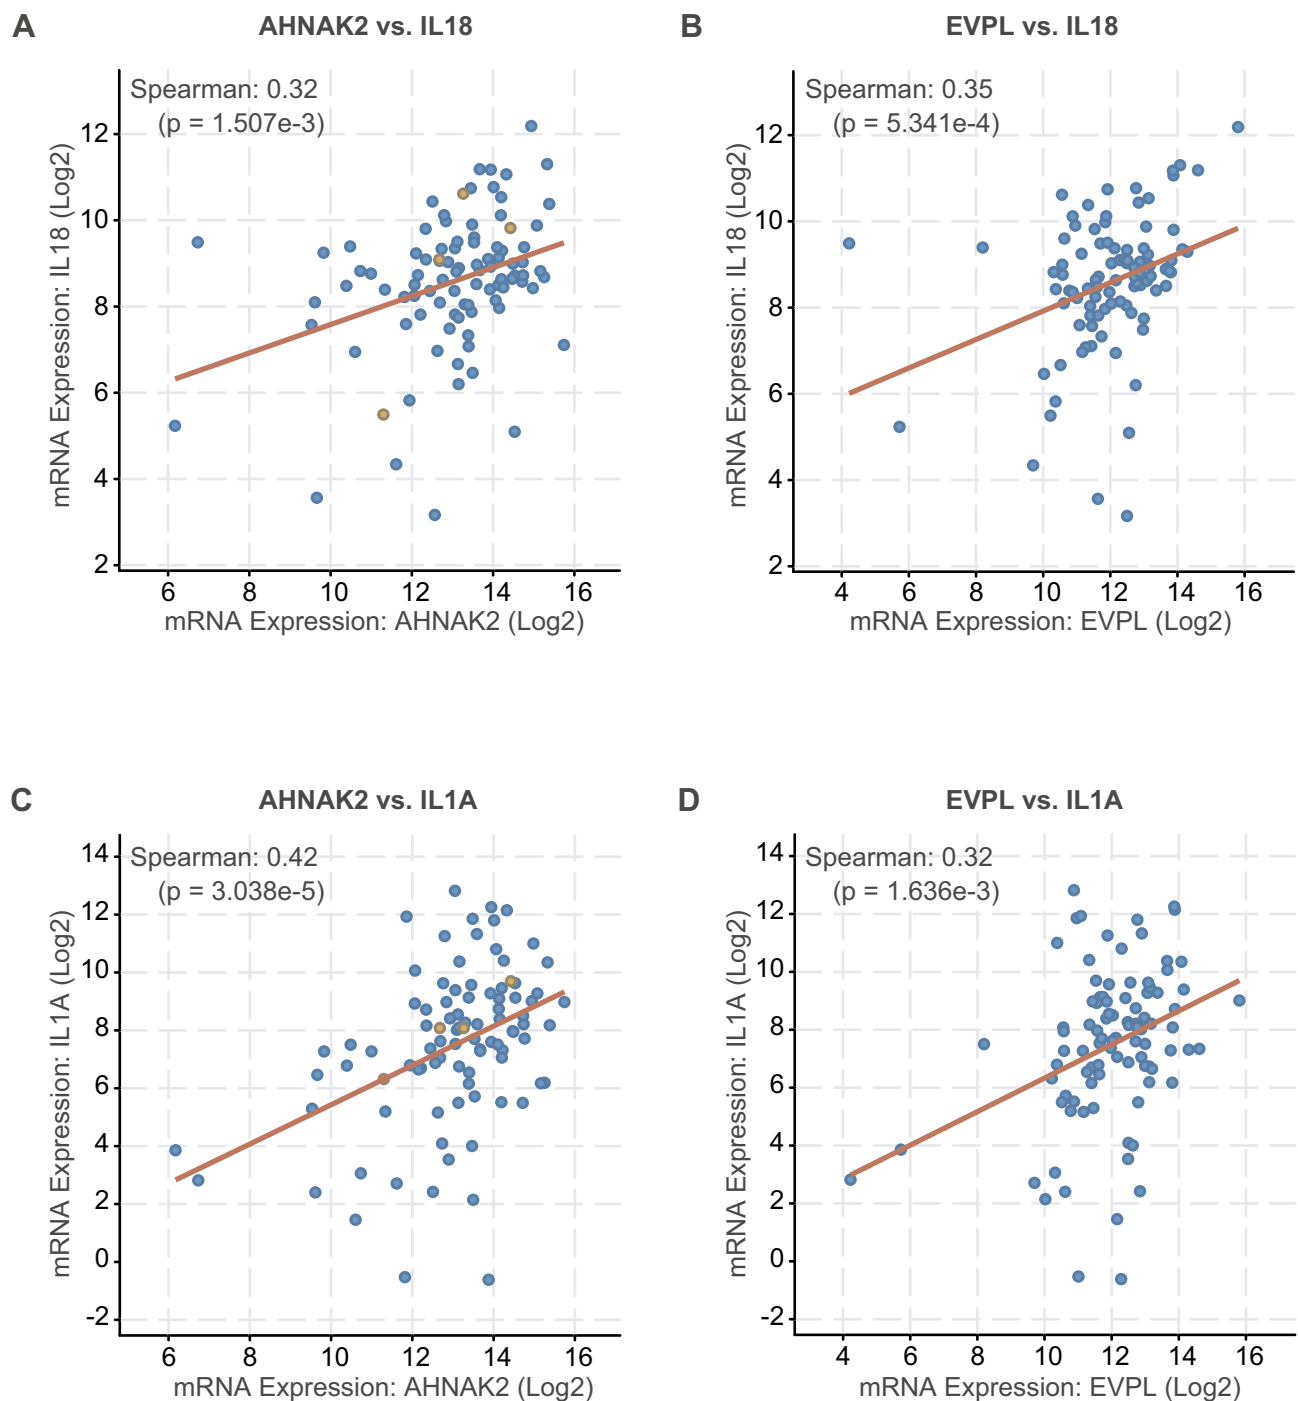 A
AHNAK2 vs. IL18
Spearman: 0.32
(p = 1.507e-3)
mRNA Expression: IL18 (Log2)
12
10
8
6
4
2
6 8 10 12 14 16
mRNA Expression: AHNAK2 (Log2)
B
EVPL vs. IL18
Spearman: 0.35
(p = 5.341e-4)
mRNA Expression: IL18 (Log2)
12
10
8
6
4
2
4 6 8 10 12 14 16
mRNA Expression: EVPL (Log2)
C
AHNAK2 vs. IL1A
Spearman: 0.42
(p = 3.038e-5)
mRNA Expression: IL1A (Log2)
14
12
10
8
6
4
2
0
-2
6 8 10 12 14 16
mRNA Expression: AHNAK2 (Log2)
D
EVPL vs. IL1A
Spearman: 0.32
(p = 1.636e-3)
mRNA Expression: IL1A (Log2)
14
12
10
8
6
4
2
0
-2
4 6 8 10 12 14 16
mRNA Expression: EVPL (Log2)